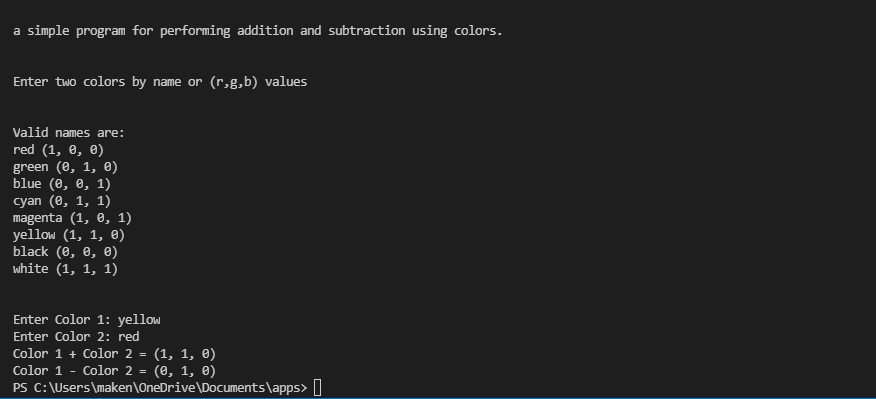 a simple program for performing addition and subtraction using colors.
Enter two colors by name or (r,g,b) values
Valid names are:
red (1, 0, 0)
green (0, 1, 0)
blue (0, 0, 1)
cyan (0, 1, 1)
magenta (1, 0, 1)
yellow (1, 1, 0)
black (0, 0, 0)
white (1, 1, 1)
Enter Color 1: yellow
Enter Color 2: red
Color 1 + Color 2 = (1, 1, 0)
Color 1 - Color 2 = (0, 1, 0)
PS C:\Users\maken\OneDrive\Documents\apps>